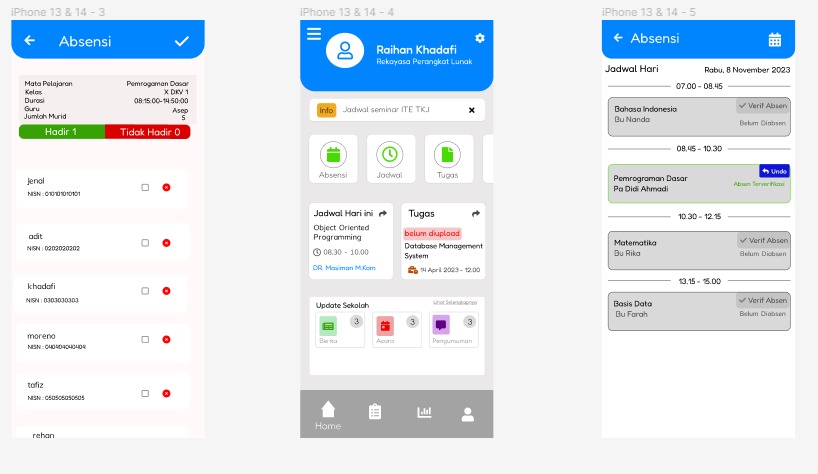 iPhone 13 & 14 - 3
Absensi
Mata Pelajaran Pemrogaman Dasar
Kelas X DKV 1
Durasi 08:15:00-14:50:00
Guru Asep
Jumlah Murid 5
Hadir 1 Tidak Hadir 0
Jenal
NISN : 010101010101
adit
NISN : 0202020202
khadafi
NISN : 0303030303
moreno
NISN : 040404040404
tafiz
NISN : 050505050505
rehan
iPhone 13 & 14 - 4
Raihan Khadafi
Rekayasa Perangkat Lunak
Info Jadwal seminar ITE TKJ
Absensi Jadwal Tugas
Jadwal Hari ini
Object Oriented
Programming
08.30 - 10.00
DR. Mosiman M.Kom
Tugas
belum diupload
Database Management
System
14 April 2023 - 12.00
Update Sekolah Lihat Selengkapnya
3 3 3
Berita Acara Pengumuman
Home
iPhone 13 & 14 - 5
Absensi
Jadwal Hari Rabu, 8 November 2023
07.00 - 08.45
Bahasa Indonesia Verif Absen
Bu Nanda Belum Diabsen
08.45 - 10.30
Undo
Pemrograman Dasar
Pa Didi Ahmadi Absen Terverifikasi
10.30 - 12.15
Matematika Verif Absen
Bu Rika Belum Diabsen
13.15 - 15.00
Basis Data Verif Absen
Bu Farah Belum Diabsen